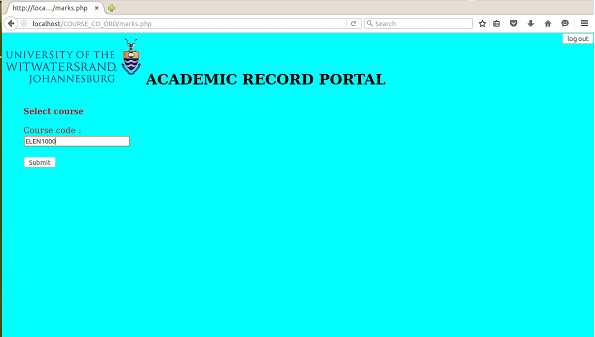 http://loca.../marks.php
localhost/COURSE_CO_ORD/marks.php
Search
log out
UNIVERSITY OF THE
WITWATERSRAND,
JOHANNESBURG
ACADEMIC RECORD PORTAL
Select course
Course code :
ELEN1000
Submit